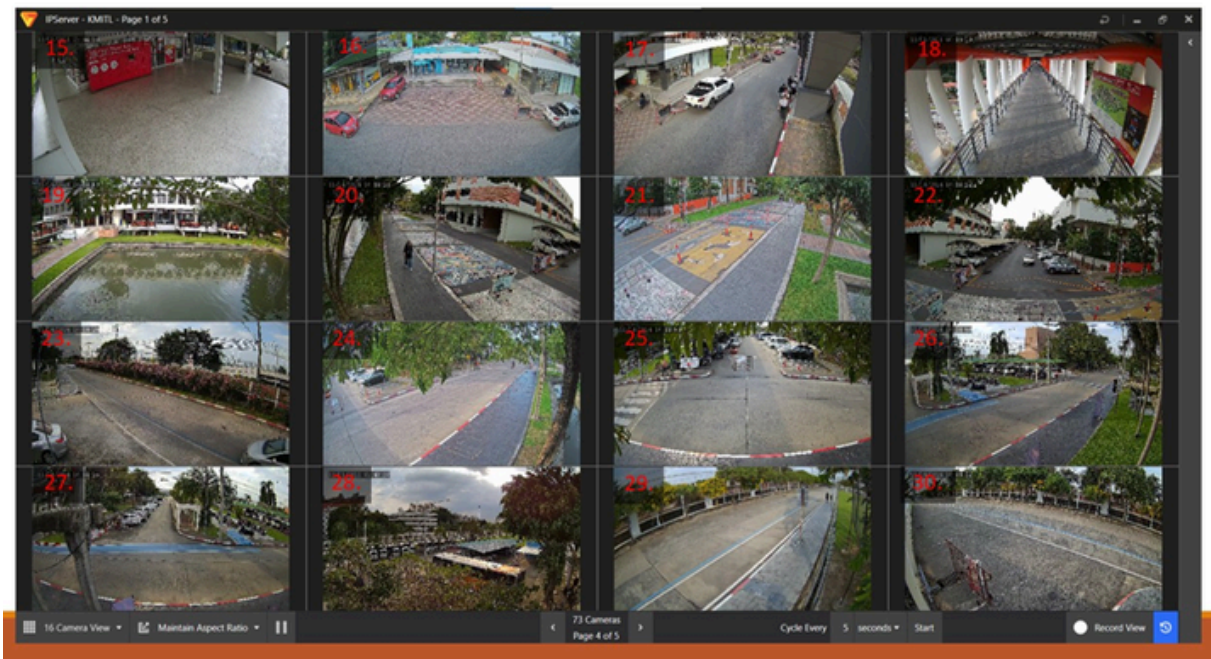 IPServer - KMITL - Page 1 of 5
15.
16.
17.
18.
19.
20.
21.
22.
23.
24.
25.
26.
27.
28.
29.
30.
16 Camera View
Maintain Aspect Ratio
73 Cameras
Page 4 of 5
Cycle Every 5 seconds Start
Record View